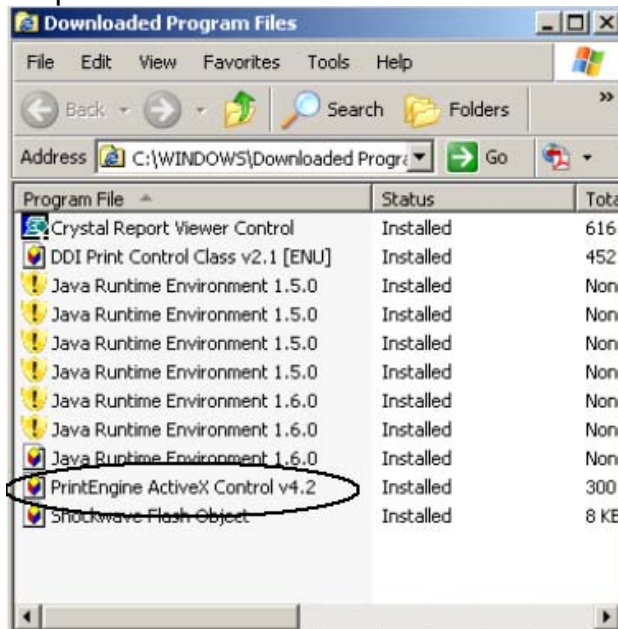 Downloaded Program Files
File Edit View Favorites Tools Help
Back Search Folders »
Address C:\WINDOWS\Downloaded Progra Go
Program File Status Tota
Crystal Report Viewer Control Installed 616
DDI Print Control Class v2.1 [ENU] Installed 452
Java Runtime Environment 1.5.0 Installed Non
Java Runtime Environment 1.5.0 Installed Non
Java Runtime Environment 1.5.0 Installed Non
Java Runtime Environment 1.5.0 Installed Non
Java Runtime Environment 1.6.0 Installed Non
Java Runtime Environment 1.6.0 Installed Non
Java Runtime Environment 1.6.0 Installed Non
PrintEngine ActiveX Control v4.2 Installed 300
Shockwave Flash Object Installed 8 KE